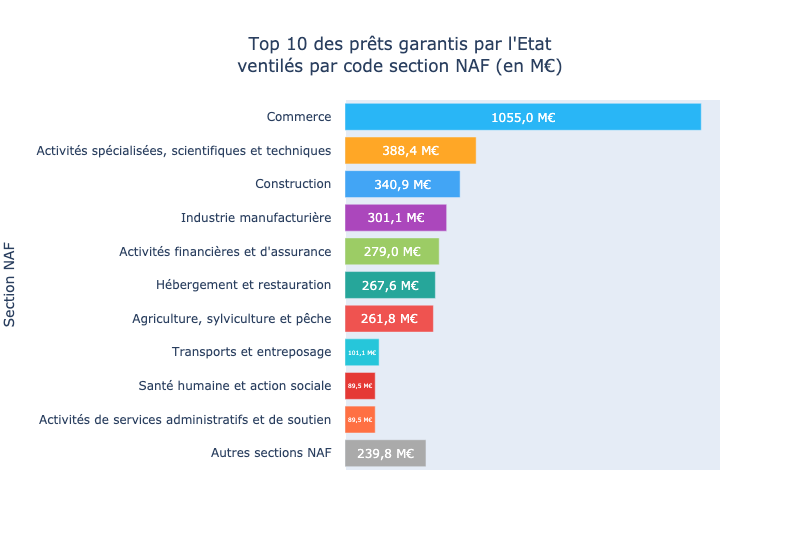 Top 10 des prêts garantis par l'Etat
ventilés par code section NAF (en M€)
Section NAF
Commerce 1055,0 M€
Activités spécialisées, scientifiques et techniques 388,4 M€
Construction 340,9 M€
Industrie manufacturière 301,1 M€
Activités financières et d'assurance 279,0 M€
Hébergement et restauration 267,6 M€
Agriculture, sylviculture et pêche 261,8 M€
Transports et entreposage 101,1 M€
Santé humaine et action sociale 89,5 M€
Activités de services administratifs et de soutien 89,5 M€
Autres sections NAF 239,8 M€